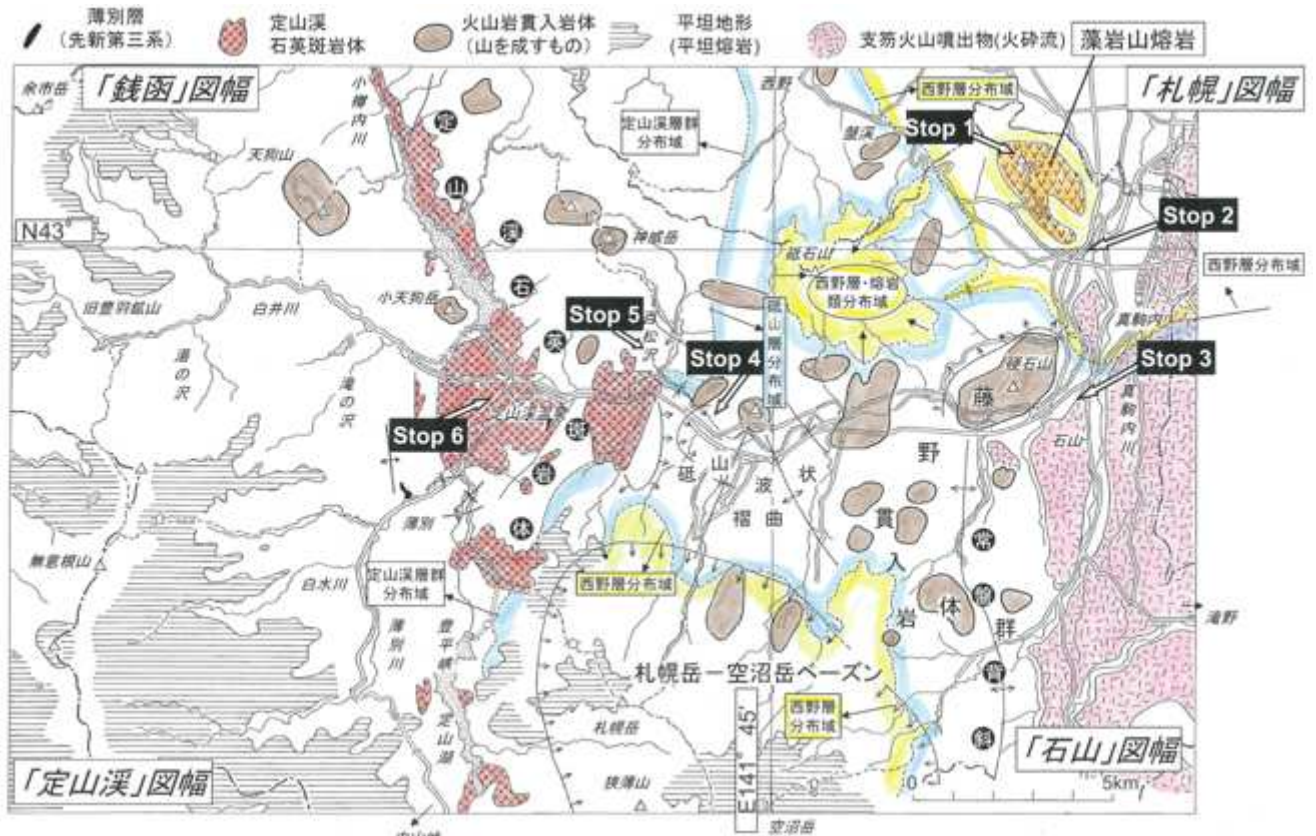 薄別層
(先新第三系)
定山渓
石英斑岩体
火山岩貫入岩体
(山を成すもの)
平坦地形
(平坦熔岩)
支笏火山噴出物(火砕流)
藻岩山熔岩
余市岳
「銭函」図幅
小樽内川
西野
西野層分布域
「札幌」図幅
定
定山渓層群
分布域
盤渓
Stop 1
天狗山
山
Stop 2
N43°
渓
神威岳
砥石山
西野層分布域
小天狗岳
石
西野層・熔岩
類分布域
旧豊羽鉱山
白井川
Stop 5
真駒内
湯の沢
英
Stop 4
砥山層分布域
硬石山
Stop 3
滝の沢
藤
Stop 6
斑
石山
真駒内川
岩
砥山
波状
野
薄別
褶曲
貫
無意根山
体
常
白水川
定山渓層群
分布域
西野層分布域
入
盤
薄別川
豊平峡
岩
体
群
滝野
札幌岳-空沼岳ベーズン
背
定山湖
札幌岳
西野層
分布域
斜
「定山渓」図幅
狭薄山
E141° 45′
「石山」図幅
0
5km
空沼岳